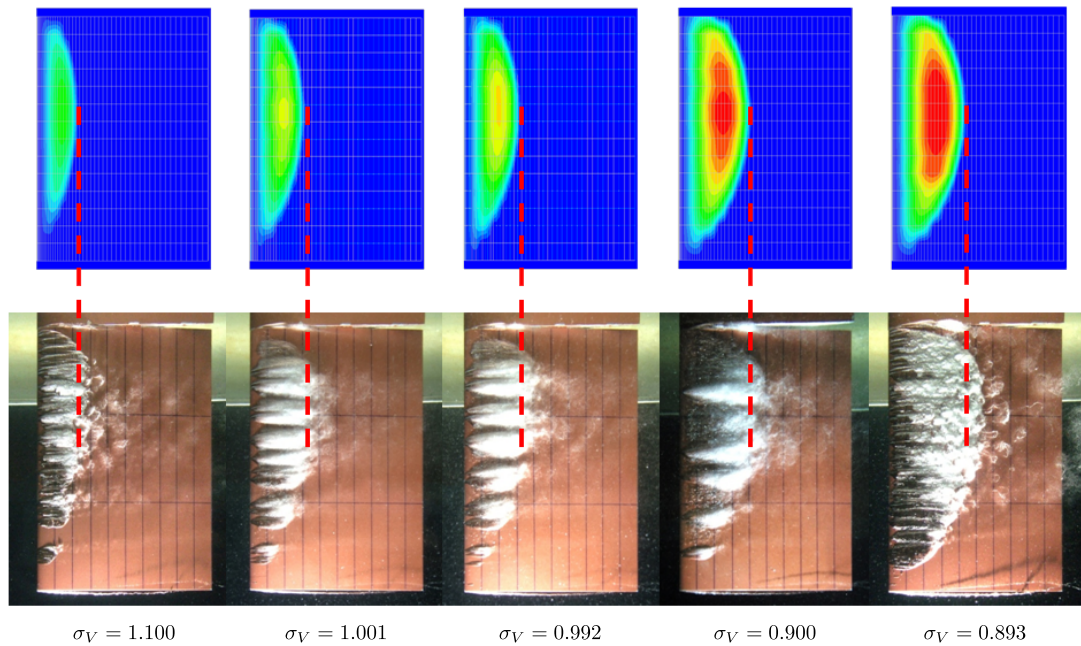 σ_V = 1.100
σ_V = 1.001
σ_V = 0.992
σ_V = 0.900
σ_V = 0.893